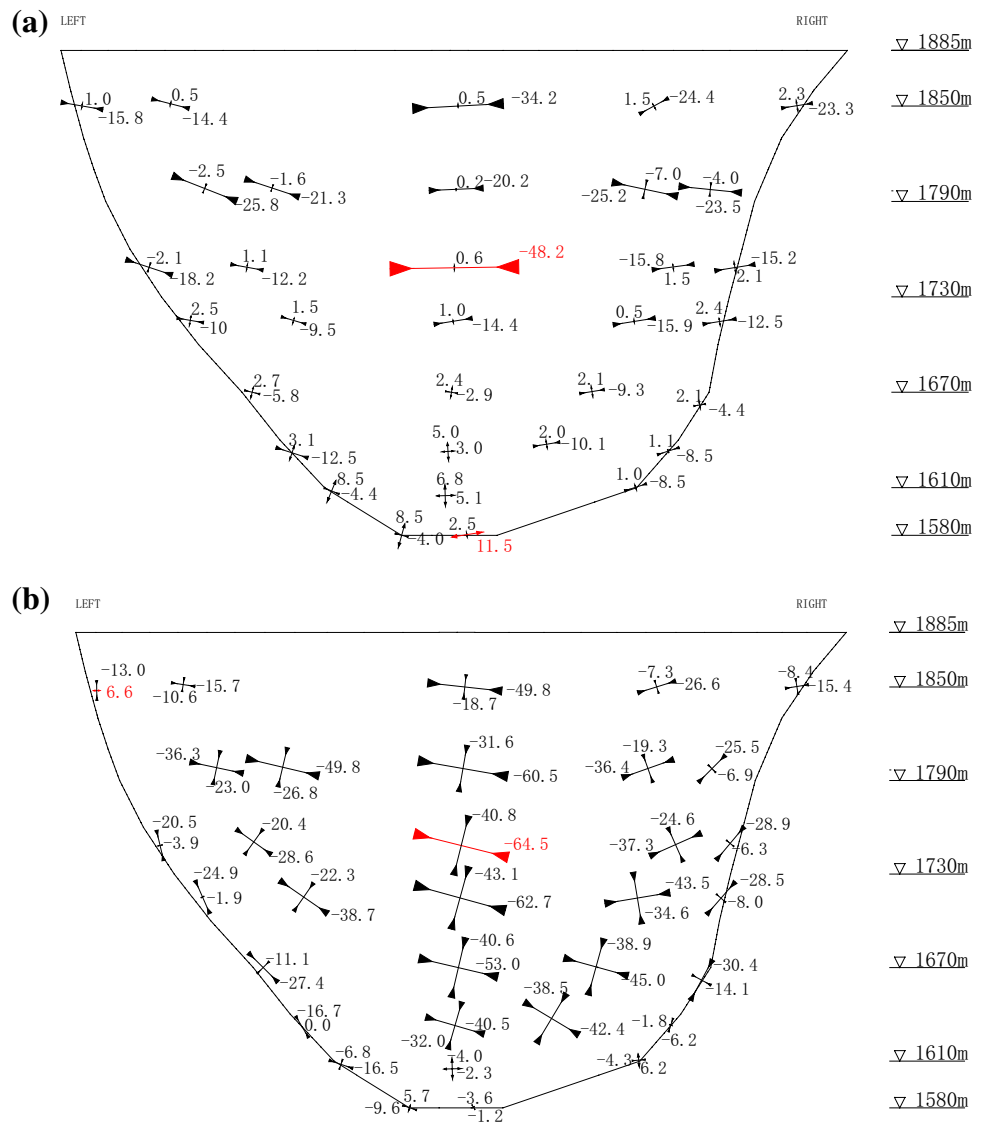 (a)
LEFT RIGHT
▽ 1885m
1.0 0.5 0.5 -34.2 1.5 -24.4 2.3 ▽ 1850m
-15.8 -14.4 -23.3
-2.5 -1.6 0.2 -20.2 -7.0 -4.0 ▽ 1790m
-25.8 -21.3 -25.2 -23.5
-2.1 1.1 0.6 -48.2 -15.8 -15.2
-18.2 -12.2 1.5 2.1 ▽ 1730m
2.5 1.5 1.0 0.5 2.4
-10 -9.5 -14.4 -15.9 -12.5
2.7 2.4 2.1 ▽ 1670m
-5.8 -2.9 -9.3 2.1 -4.4
3.1 5.0 2.0 1.1
-12.5 3.0 -10.1 -8.5
8.5 6.8 1.0 ▽ 1610m
-4.4 5.1 -8.5
8.5 2.5 ▽ 1580m
-4.0 11.5
(b)
LEFT RIGHT
▽ 1885m
-13.0 -7.3 -8.4 ▽ 1850m
6.6 -10.6 -15.7 -18.7 -49.8 -26.6 -15.4
-36.3 -31.6 -19.3 -25.5 ▽ 1790m
-23.0 -26.8 -49.8 -60.5 -36.4 -6.9
-20.5 -20.4 -40.8 -24.6 -28.9
-3.9 -28.6 -64.5 -37.3 -6.3
-24.9 -22.3 -43.1 -43.5 -28.5 ▽ 1730m
-1.9 -38.7 -62.7 -34.6 -8.0
-11.1 -40.6 -38.9 -30.4 ▽ 1670m
-27.4 -53.0 -45.0 -14.1
-16.7 -38.5 -1.8
0.0 -32.0 -40.5 -42.4 -6.2
-6.8 -4.0 -4.3 ▽ 1610m
-16.5 -2.3 6.2
5.7 -3.6 ▽ 1580m
-9.6 -1.2